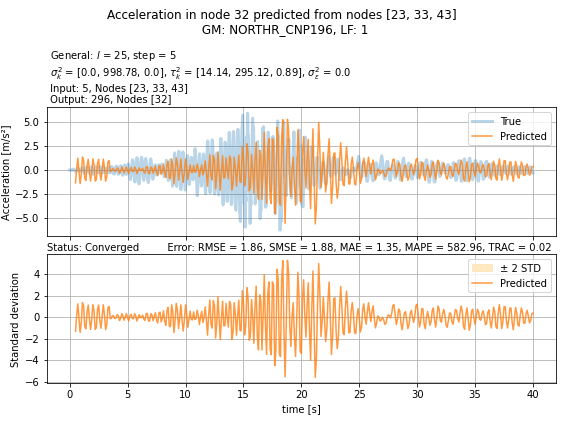 Acceleration in node 32 predicted from nodes [23, 33, 43]
GM: NORTHR_CNP196, LF: 1
General: l = 25, step = 5
σ²ₖ = [0.0, 998.78, 0.0], τ²ₖ = [14.14, 295.12, 0.89], σ²ε = 0.0
Input: 5, Nodes [23, 33, 43]
Output: 296, Nodes [32]
Acceleration [m/s²]
5.0
2.5
0.0
−2.5
−5.0
True
Predicted
Status: Converged
Error: RMSE = 1.86, SMSE = 1.88, MAE = 1.35, MAPE = 582.96, TRAC = 0.02
Standard deviation
4
2
0
−2
−4
−6
± 2 STD
Predicted
0 5 10 15 20 25 30 35 40
time [s]